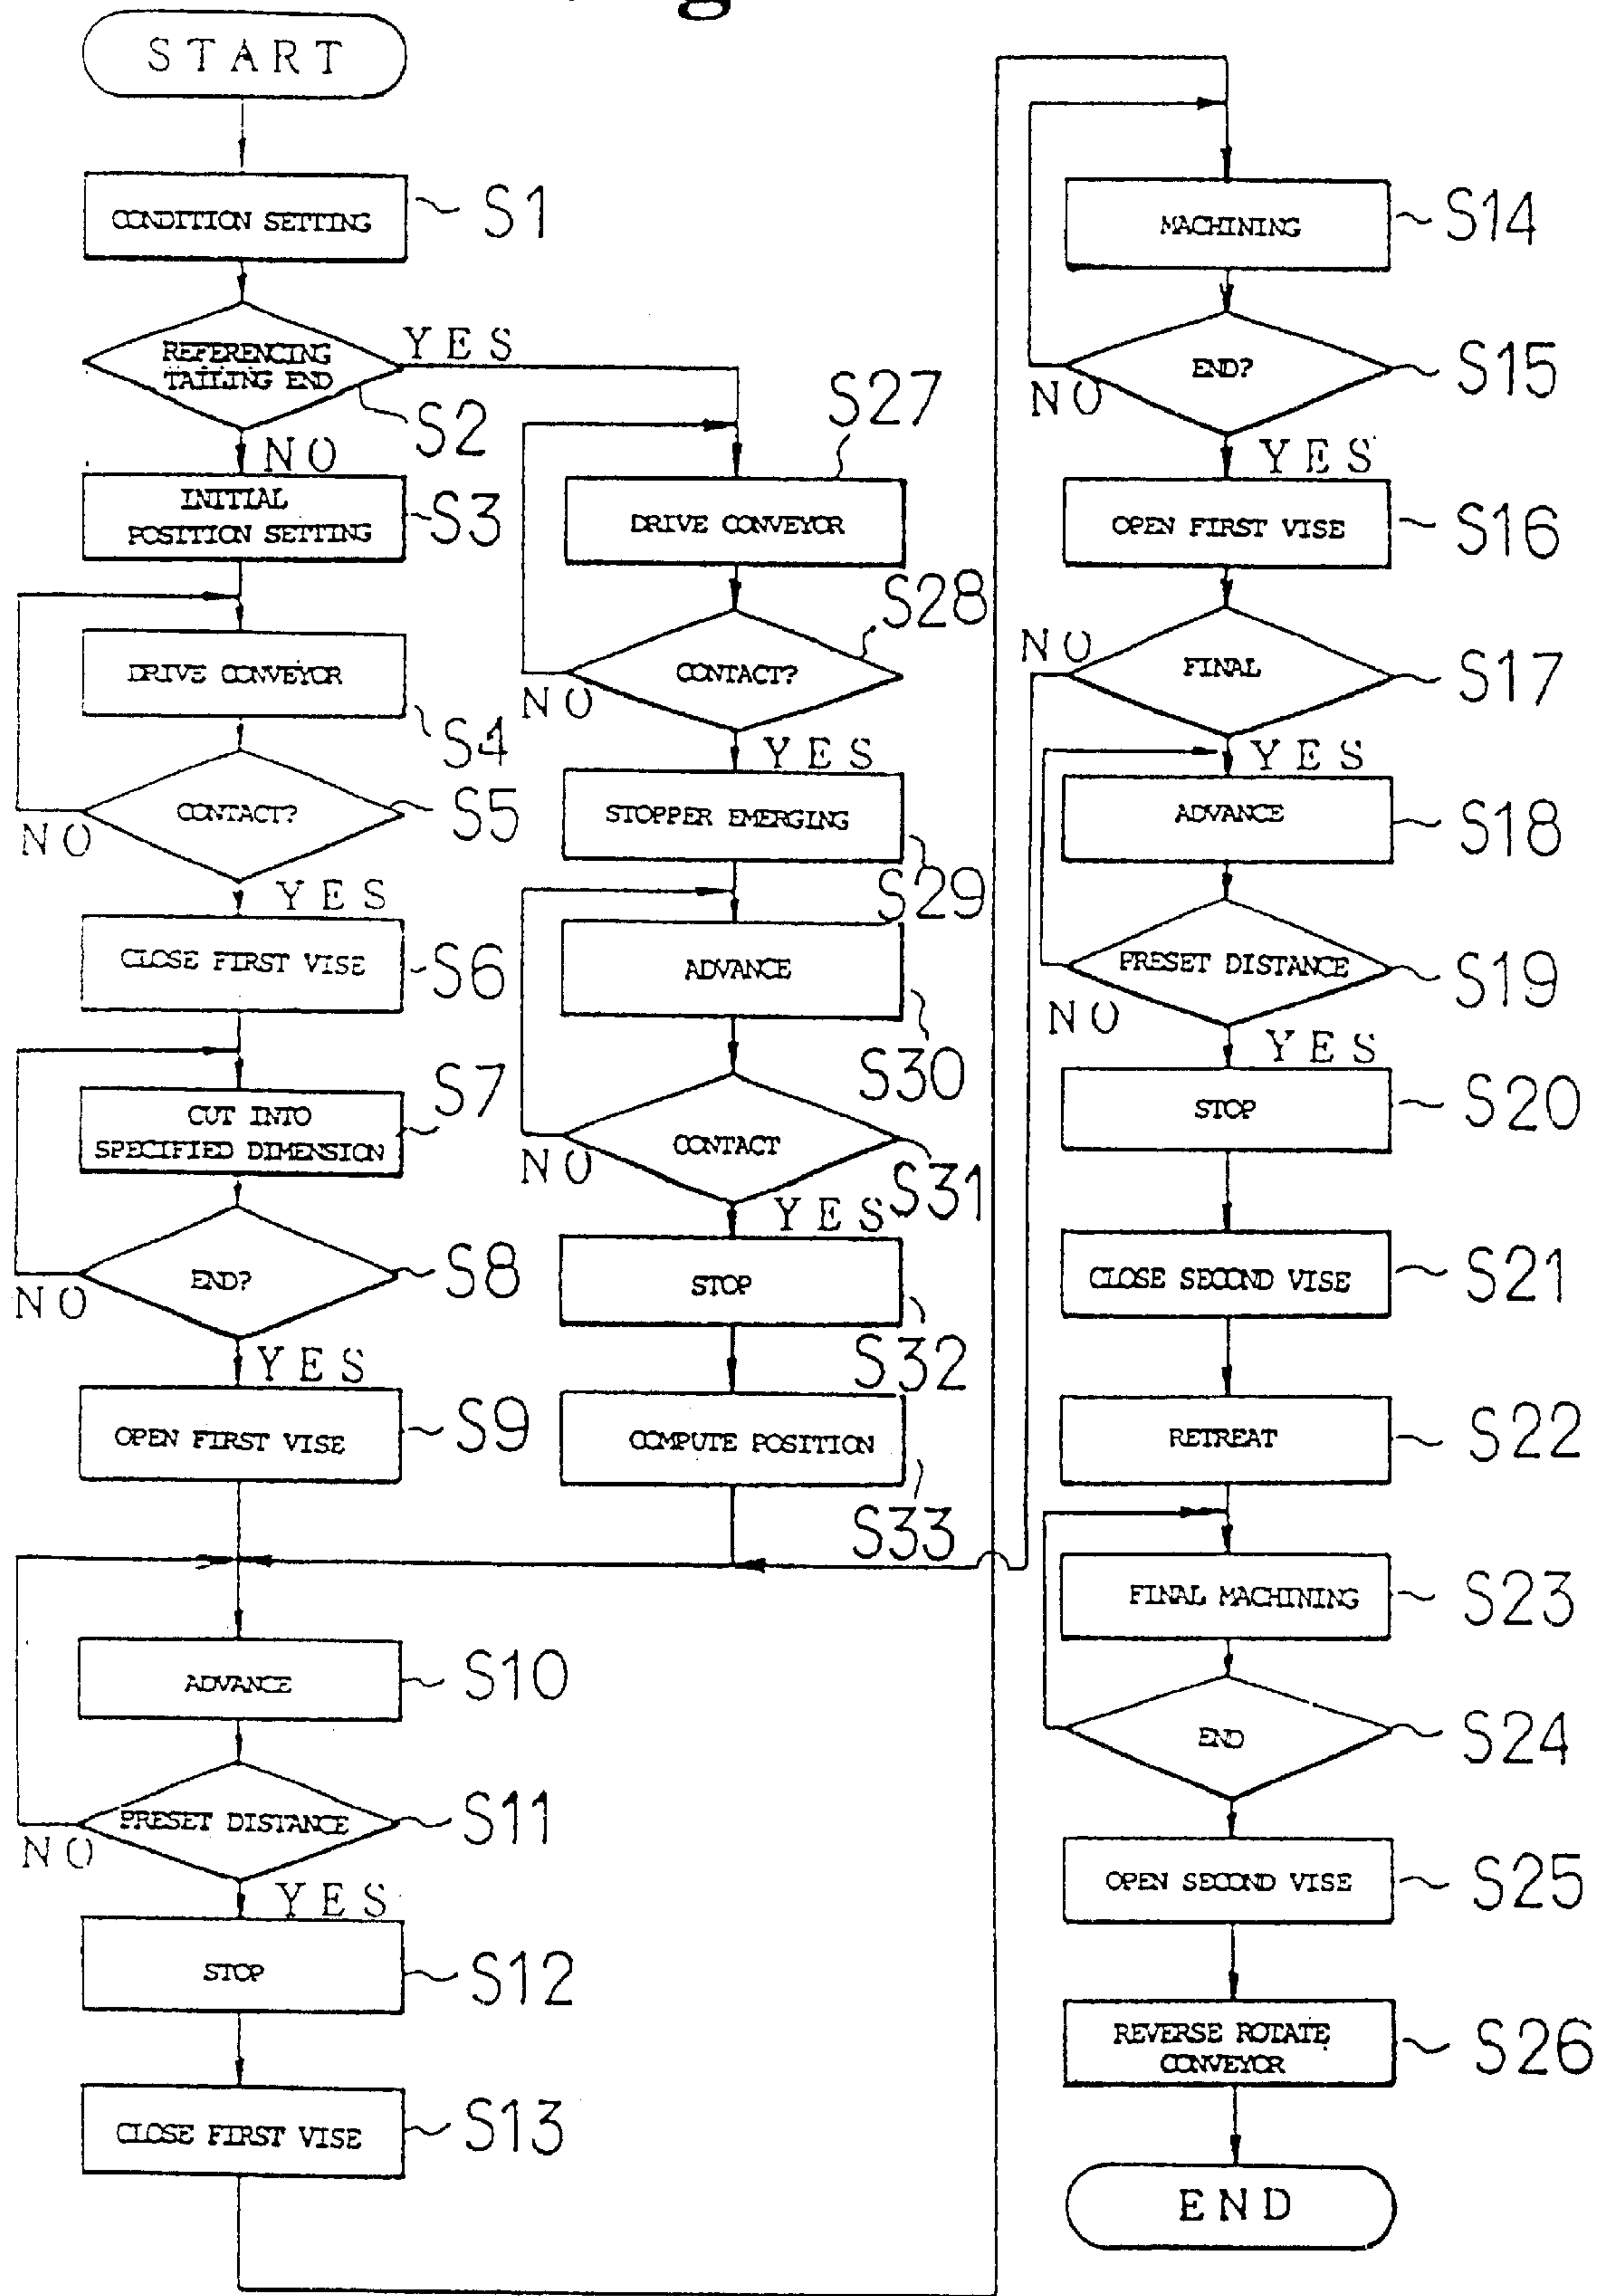 START
CONDITION SETTING
S1
REFERENCING
TAILING END
YES
S2
NO
INITIAL
POSITION SETTING
S3
DRIVE CONVEYOR
S4
CONTACT?
S5
NO
YES
CLOSE FIRST VISE
S6
CUT INTO
SPECIFIED DIMENSION
S7
END?
S8
NO
YES
OPEN FIRST VISE
S9
ADVANCE
S10
PRESET DISTANCE
S11
NO
YES
STOP
S12
CLOSE FIRST VISE
S13
S27
DRIVE CONVEYOR
S28
CONTACT?
NO
YES
STOPPER EMERGING
S29
ADVANCE
S30
CONTACT
NO
S31
YES
STOP
S32
COMPUTE POSITION
S33
MACHINING
S14
END?
S15
NO
YES
OPEN FIRST VISE
S16
NO
FINAL
S17
YES
ADVANCE
S18
PRESET DISTANCE
S19
NO
YES
STOP
S20
CLOSE SECOND VISE
S21
RETREAT
S22
FINAL MACHINING
S23
END
S24
OPEN SECOND VISE
S25
REVERSE ROTATE
CONVEYOR
S26
END